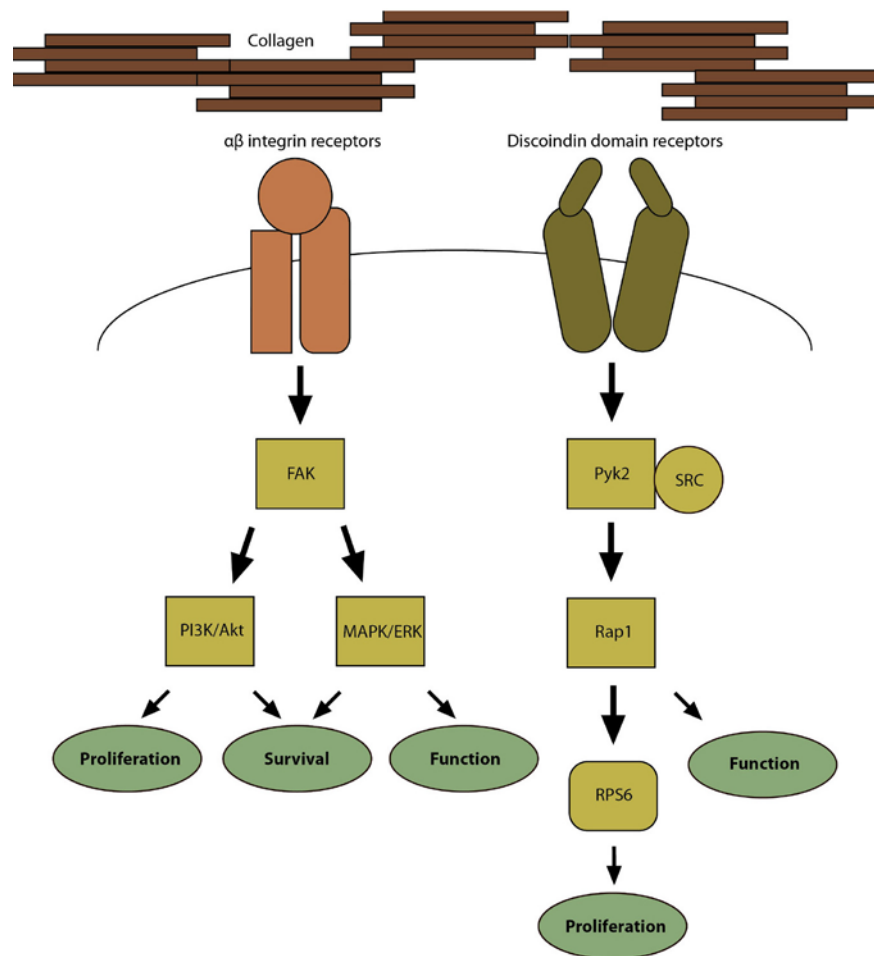 Collagen
αβ integrin receptors
Discoindin domain receptors
FAK
Pyk2
SRC
PI3K/Akt
MAPK/ERK
Rap1
Proliferation
Survival
Function
Function
RPS6
Proliferation